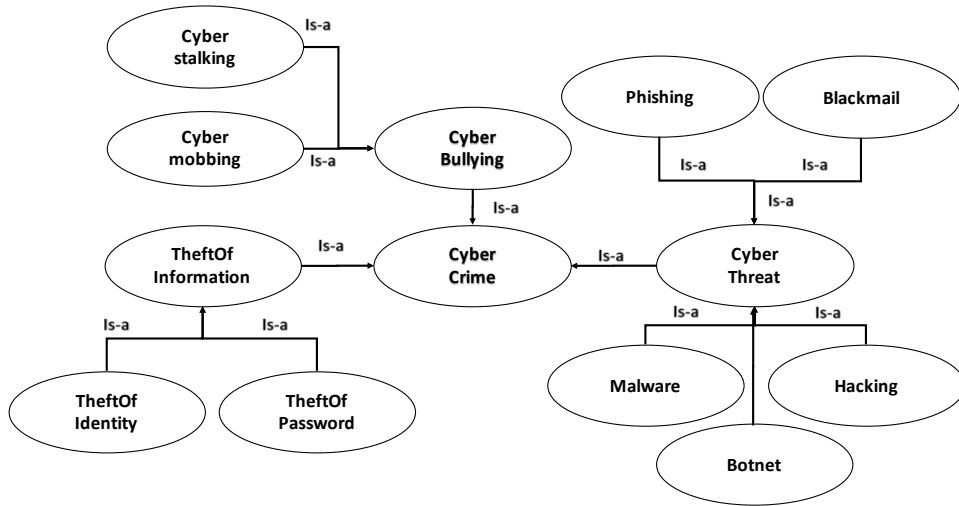 Is-a
Cyber
stalking
Phishing
Blackmail
Cyber
mobbing
Cyber
Bullying
Is-a
Is-a
Is-a
Is-a
Is-a
TheftOf
Information
Is-a
Cyber
Crime
Is-a
Cyber
Threat
Is-a
Is-a
Is-a
Is-a
TheftOf
Identity
TheftOf
Password
Malware
Hacking
Botnet